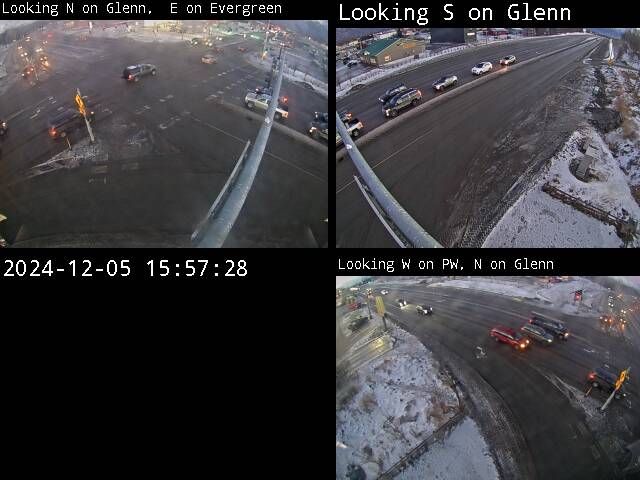 Looking N on Glenn,  E on Evergreen
Looking S on Glenn
2024-12-05 15:57:28
Looking W on PW, N on Glenn